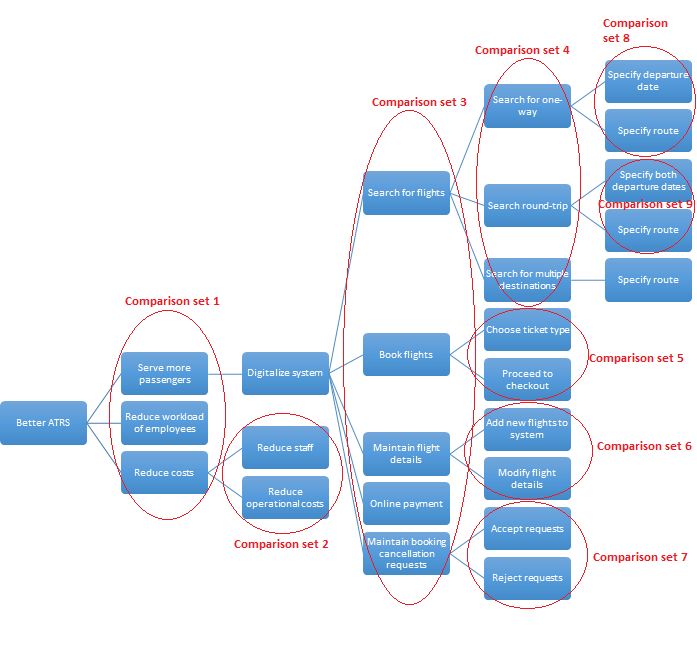 Comparison
set 8
Comparison set 4
Specify departure
date
Search for one-
way
Comparison set 3
Specify route
Specify both
departure dates
Search for flights
Search round-trip
Comparison set 9
Specify route
Search for multiple
destinations
Specify route
Comparison set 1
Choose ticket type
Serve more
passengers
Digitalize system
Book flights
Comparison set 5
Proceed to
checkout
Better ATRS
Reduce workload
of employees
Add new flights to
system
Reduce staff
Maintain flight
details
Comparison set 6
Reduce costs
Modify flight
details
Reduce
operational costs
Online payment
Accept requests
Comparison set 2
Maintain booking
cancellation
requests
Comparison set 7
Reject requests